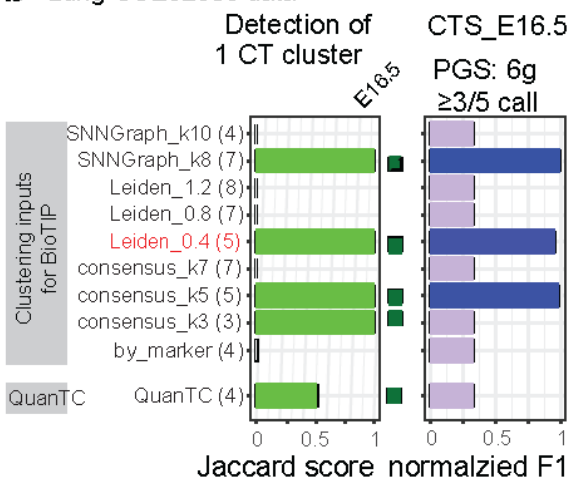 Detection of
1 CT cluster
E16.5
CTS_E16.5
PGS: 6g
≥3/5 call
Clustering inputs
for BioTIP
SNNGraph_k10 (4)
SNNGraph_k8 (7)
Leiden_1.2 (8)
Leiden_0.8 (7)
Leiden_0.4 (5)
consensus_k7 (7)
consensus_k5 (5)
consensus_k3 (3)
by_marker (4)
QuanTC
QuanTC (4)
0 0.5 1
0 0.5 1
Jaccard score
normalzied F1